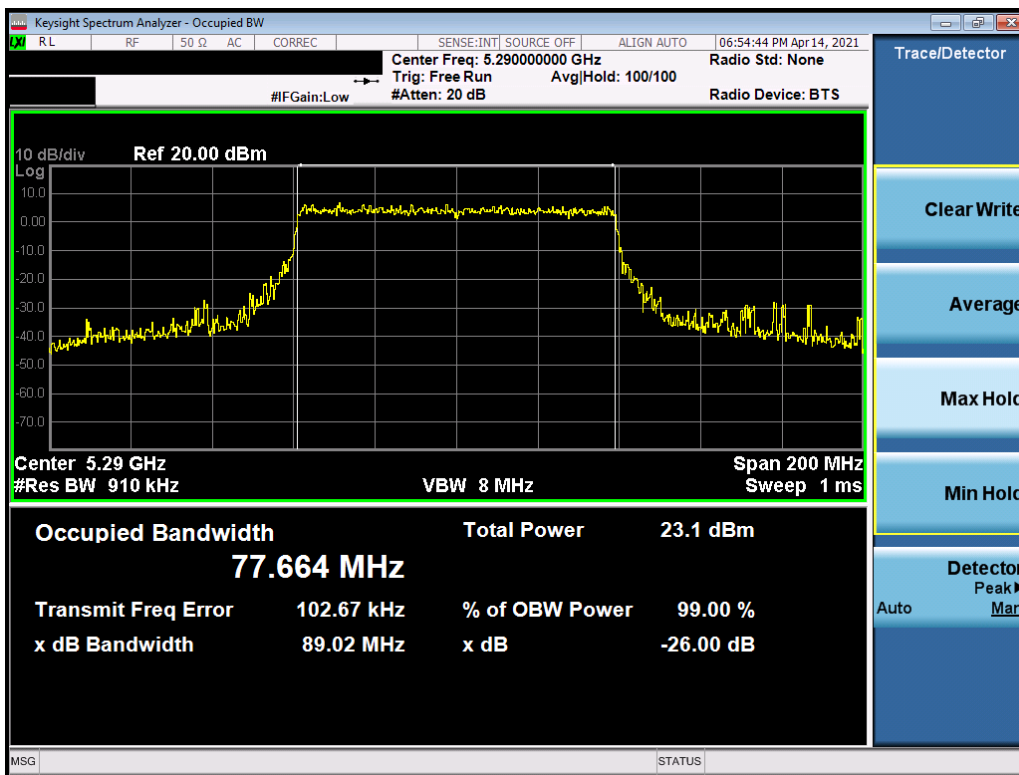 Keysight Spectrum Analyzer - Occupied BW
LXI RL RF 50 Ω AC CORREC SENSE:INT SOURCE OFF ALIGN AUTO 06:54:44 PM Apr 14, 2021
Center Freq: 5.290000000 GHz Radio Std: None
Trig: Free Run Avg|Hold: 100/100
#IFGain:Low #Atten: 20 dB Radio Device: BTS
10 dB/div Ref 20.00 dBm
Log
10.0
0.00
-10.0
-20.0
-30.0
-40.0
-50.0
-60.0
-70.0
Center 5.29 GHz Span 200 MHz
#Res BW 910 kHz VBW 8 MHz Sweep 1 ms
Occupied Bandwidth Total Power 23.1 dBm
77.664 MHz
Transmit Freq Error 102.67 kHz % of OBW Power 99.00 %
x dB Bandwidth 89.02 MHz x dB -26.00 dB
Trace/Detector
Clear Write
Average
Max Hold
Min Hold
Detector
Peak▶
Auto Man
MSG STATUS